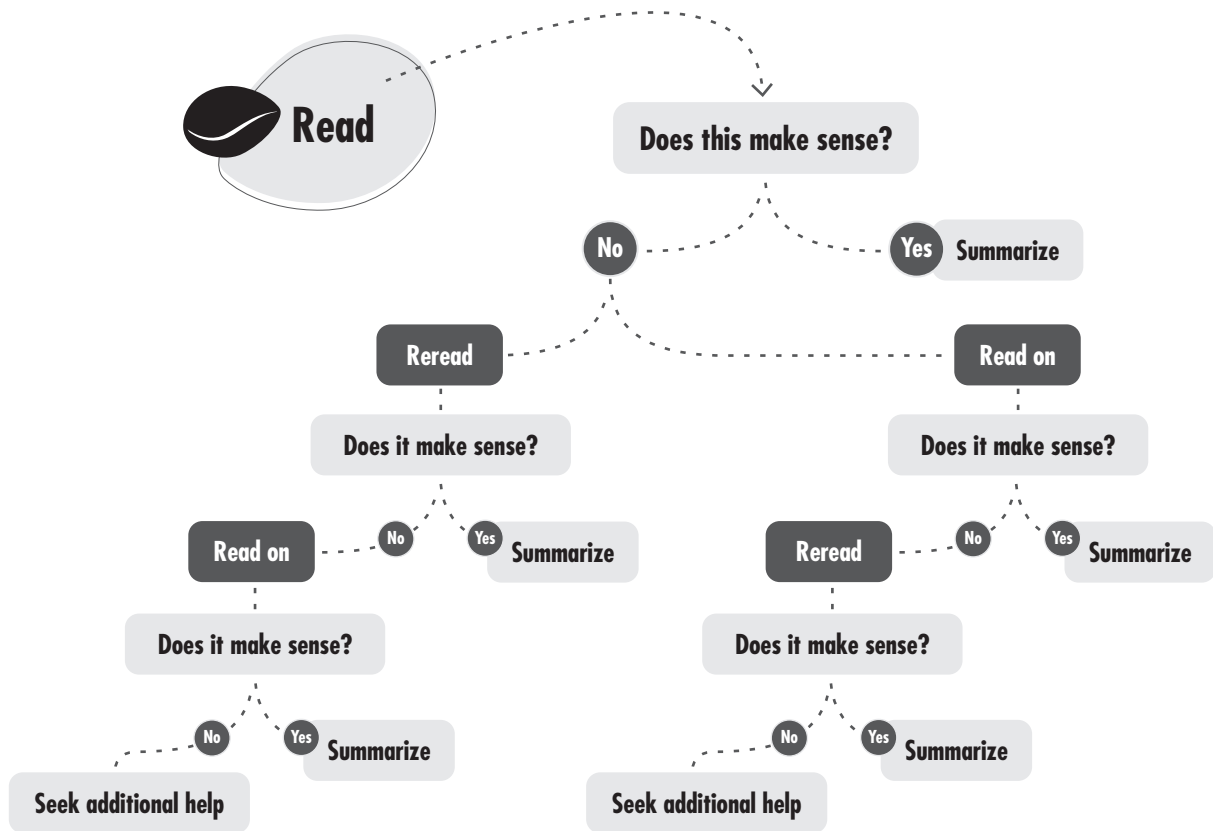 Read
Does this make sense?
No
Yes
Summarize
Reread
Read on
Does it make sense?
Does it make sense?
Read on
No
Yes
Summarize
Reread
No
Yes
Summarize
Does it make sense?
Does it make sense?
No
Yes
Summarize
No
Yes
Summarize
Seek additional help
Seek additional help